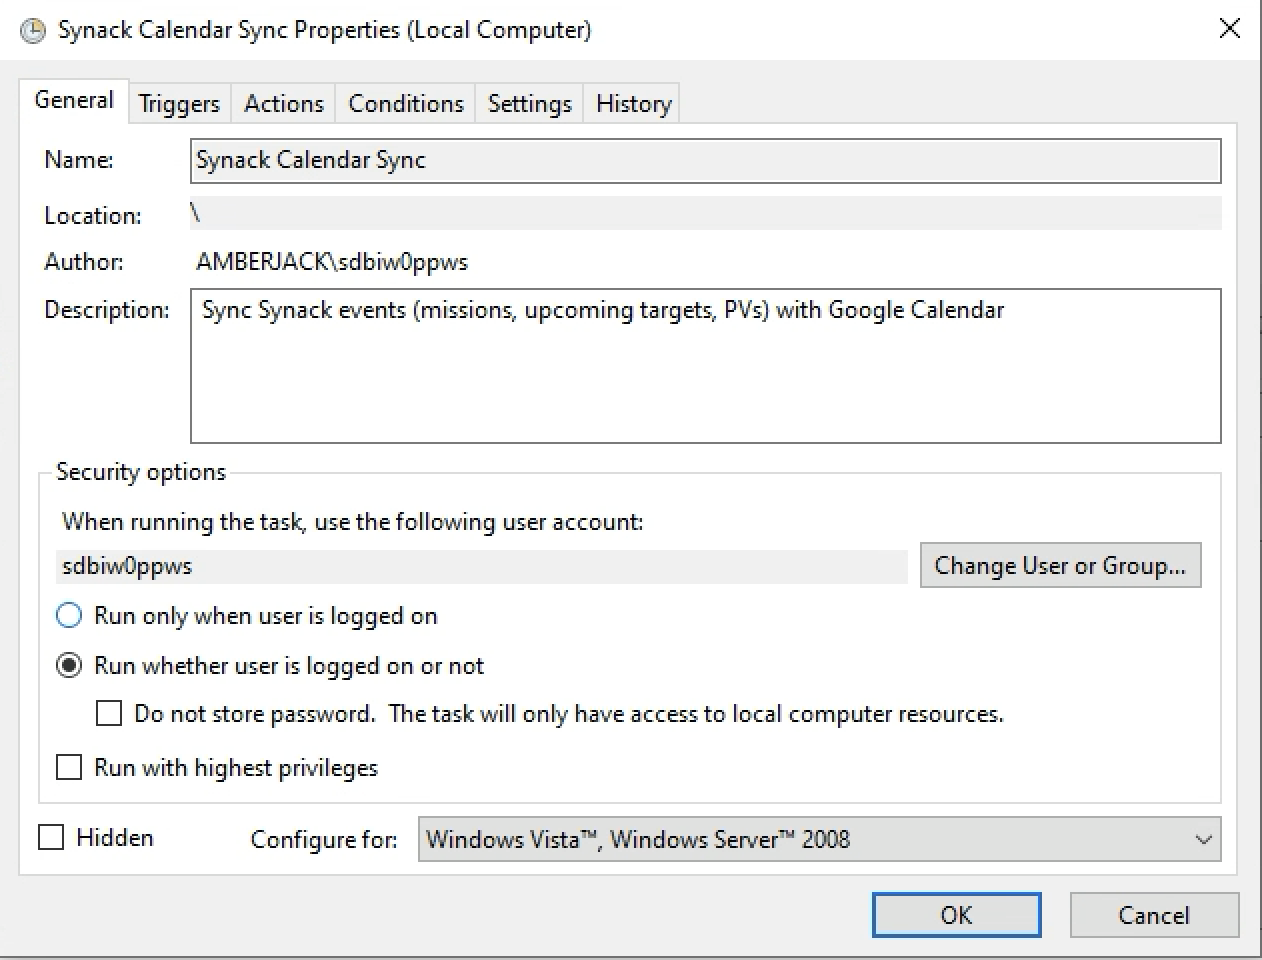 Synack Calendar Sync Properties (Local Computer)
General Triggers Actions Conditions Settings History
Name: Synack Calendar Sync
Location: \
Author: AMBERJACK\sdbiw0ppws
Description: Sync Synack events (missions, upcoming targets, PVs) with Google Calendar
Security options
When running the task, use the following user account:
sdbiw0ppws Change User or Group...
Run only when user is logged on
Run whether user is logged on or not
Do not store password.  The task will only have access to local computer resources.
Run with highest privileges
Hidden Configure for: Windows Vista™, Windows Server™ 2008
OK Cancel